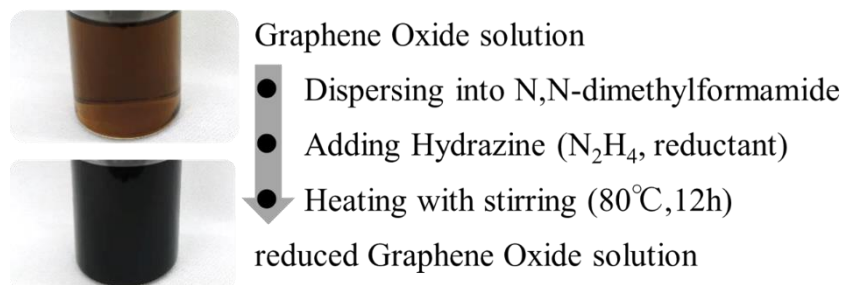 Graphene Oxide solution
● Dispersing into N,N-dimethylformamide
● Adding Hydrazine (N₂H₄, reductant)
● Heating with stirring (80℃,12h)
reduced Graphene Oxide solution